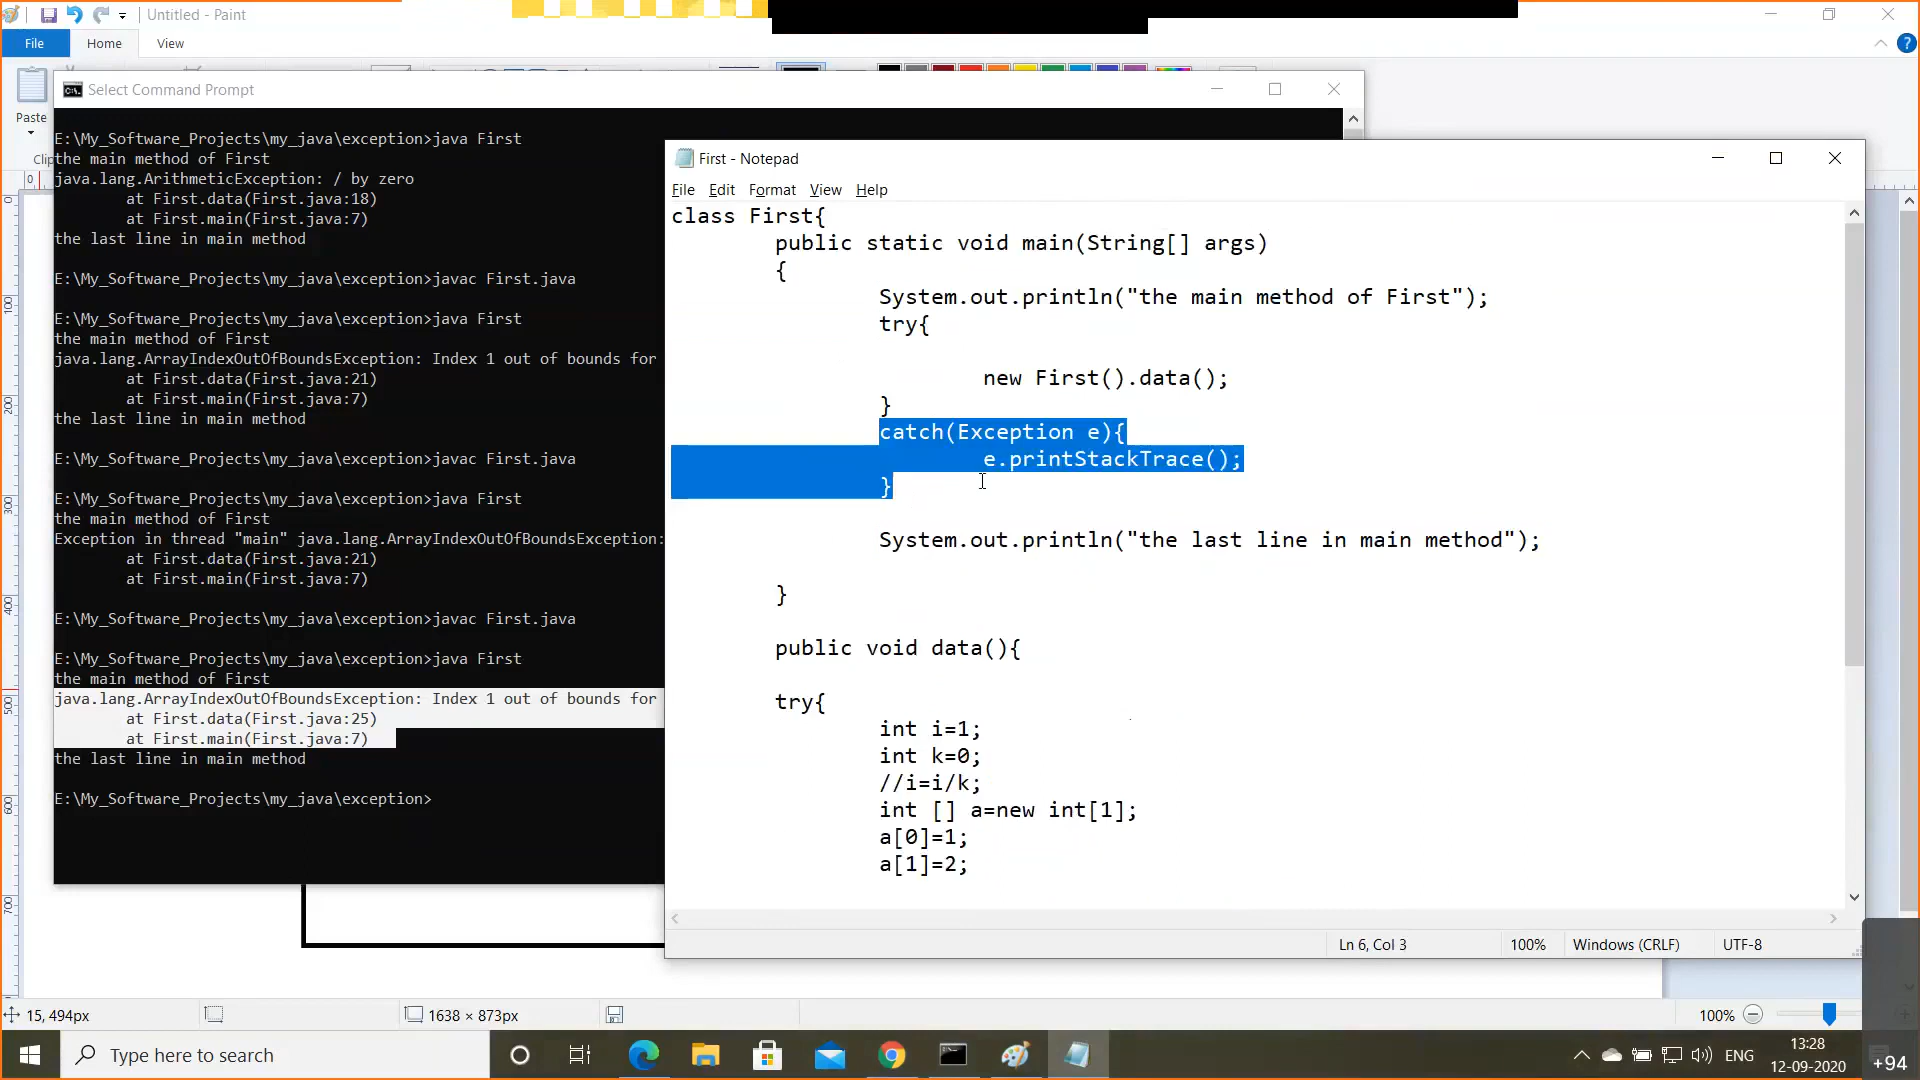 Untitled - Paint
File
Home
View
Paste
Clip
Select Command Prompt
E:\My_Software_Projects\my_java\exception>java First
the main method of First
java.lang.ArithmeticException: / by zero
at First.data(First.java:18)
at First.main(First.java:7)
the last line in main method
E:\My_Software_Projects\my_java\exception>javac First.java
E:\My_Software_Projects\my_java\exception>java First
the main method of First
java.lang.ArrayIndexOutOfBoundsException: Index 1 out of bounds for
at First.data(First.java:21)
at First.main(First.java:7)
the last line in main method
E:\My_Software_Projects\my_java\exception>javac First.java
E:\My_Software_Projects\my_java\exception>java First
the main method of First
Exception in thread "main" java.lang.ArrayIndexOutOfBoundsException:
at First.data(First.java:21)
at First.main(First.java:7)
E:\My_Software_Projects\my_java\exception>javac First.java
E:\My_Software_Projects\my_java\exception>java First
the main method of First
java.lang.ArrayIndexOutOfBoundsException: Index 1 out of bounds for
at First.data(First.java:25)
at First.main(First.java:7)
the last line in main method
E:\My_Software_Projects\my_java\exception>
First - Notepad
File Edit Format View Help
class First{
public static void main(String[] args)
{
System.out.println("the main method of First");
try{
new First().data();
}
catch(Exception e){
e.printStackTrace();
}
System.out.println("the last line in main method");
}
public void data(){
try{
int i=1;
int k=0;
//i=i/k;
int [] a=new int[1];
a[0]=1;
a[1]=2;
Ln 6, Col 3
100%
Windows (CRLF)
UTF-8
0
0
100
200
300
400
500
600
700
15, 494px
1638 × 873px
100%
Type here to search
ENG
13:28
12-09-2020
+94